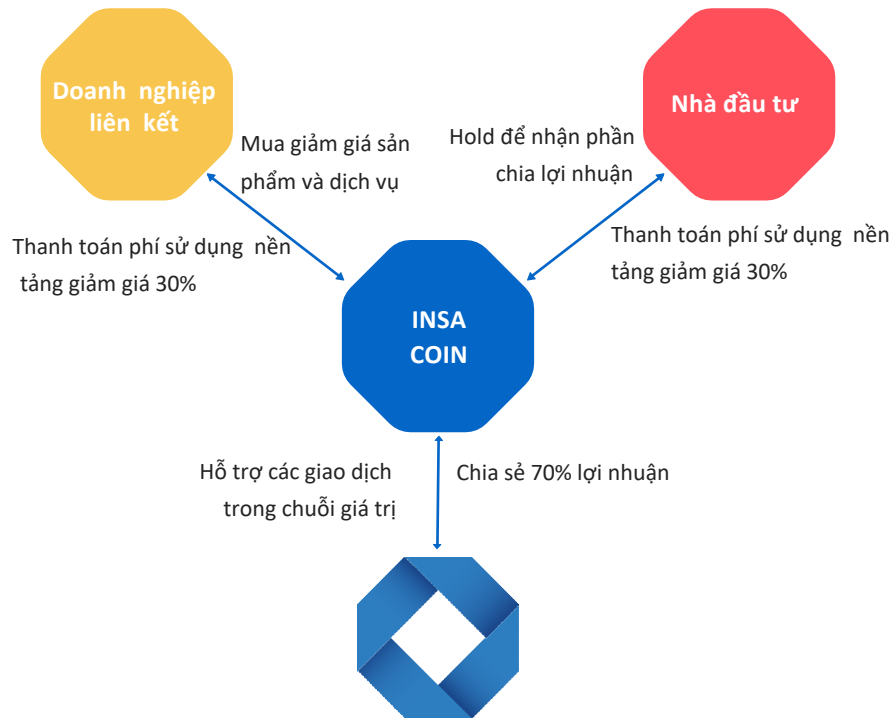 Doanh nghiệp
liên kết
Nhà đầu tư
Mua giảm giá sản
phẩm và dịch vụ
Hold để nhận phần
chia lợi nhuận
Thanh toán phí sử dụng nền
tảng giảm giá 30%
Thanh toán phí sử dụng nền
tảng giảm giá 30%
INSA
COIN
Hỗ trợ các giao dịch
trong chuỗi giá trị
Chia sẻ 70% lợi nhuận